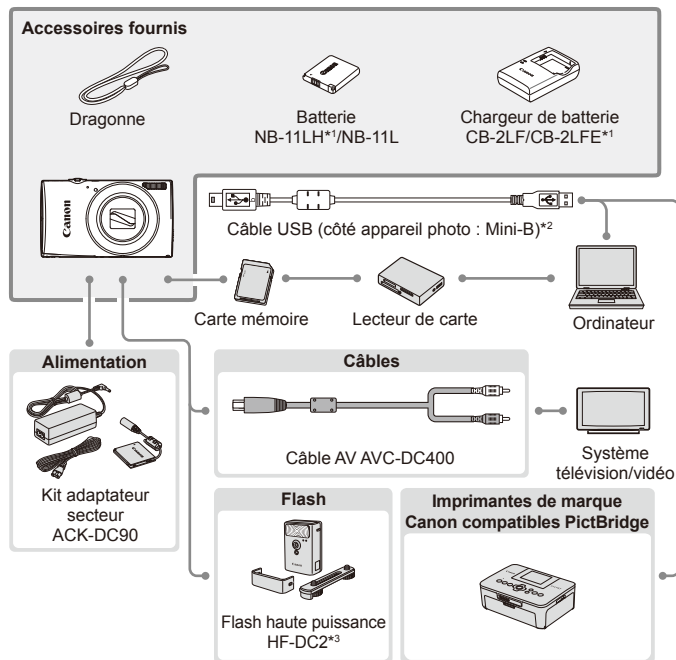 Accessoires fournis
Dragonne
Batterie
NB-11LH*1/NB-11L
Chargeur de batterie
CB-2LF/CB-2LFE*1
Canon
Câble USB (côté appareil photo : Mini-B)*2
Carte mémoire
Lecteur de carte
Ordinateur
Alimentation
Kit adaptateur
secteur
ACK-DC90
Câbles
Câble AV AVC-DC400
Système
télévision/vidéo
Flash
Flash haute puissance
HF-DC2*3
Imprimantes de marque
Canon compatibles PictBridge